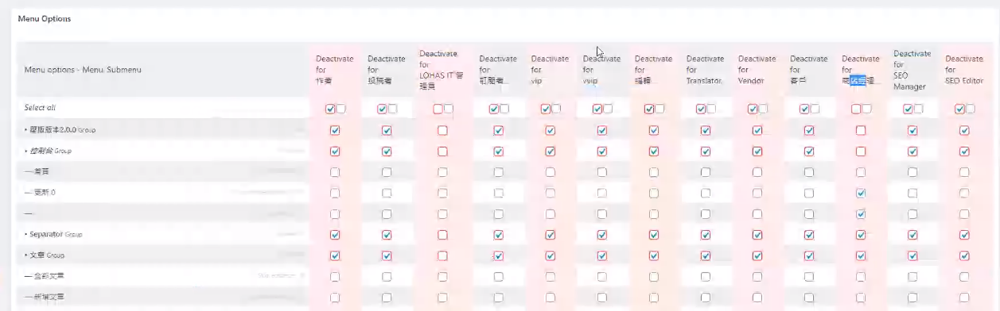 Menu Options
Menu options - Menu, Submenu
Deactivate for 作者
Deactivate for 投稿者
Deactivate for LOHAS IT 管理員
Deactivate for 訂閱者...
Deactivate for vip
Deactivate for vvip
Deactivate for 編輯...
Deactivate for Translator
Deactivate for Vendor
Deactivate for 客戶
Deactivate for 商店經理...
Deactivate for SEO Manager
Deactivate for SEO Editor
Select all
• 版本2.0.0 Group
• 控制台 Group
— 首頁
— 更新 0
—
• Separator Group
• 文章 Group
— 全部文章
— 新增文章